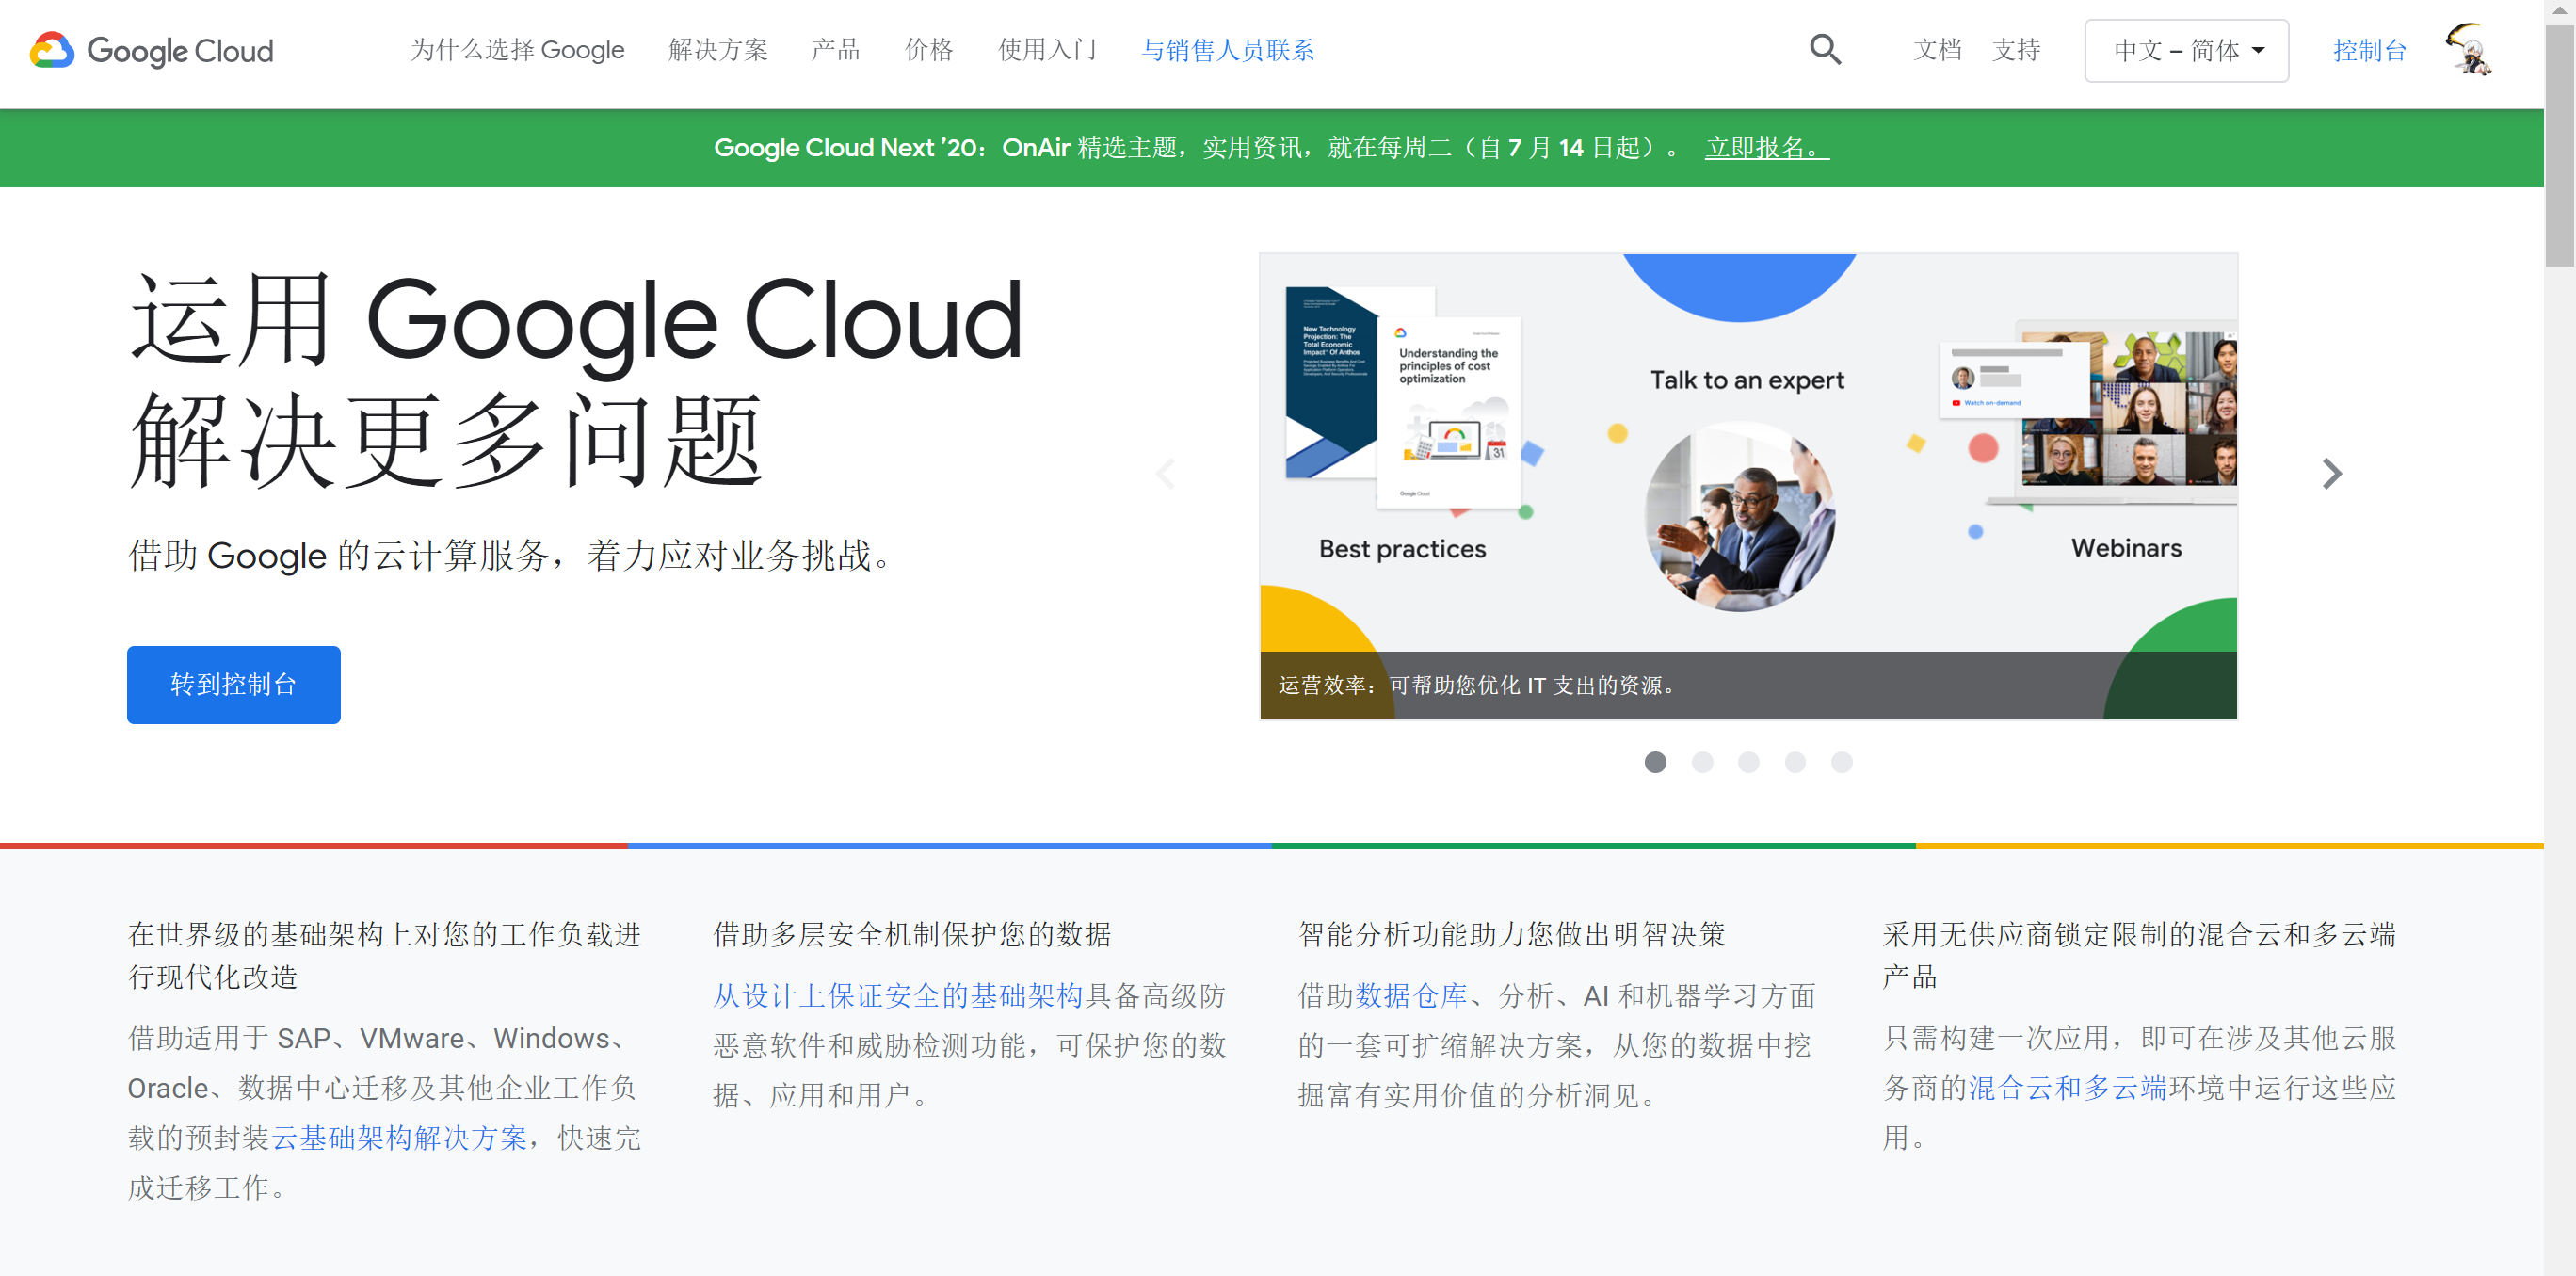 Google Cloud
为什么选择 Google
解决方案
产品
价格
使用入门
与销售人员联系
文档
支持
中文 – 简体
控制台
Google Cloud Next ’20：OnAir 精选主题，实用资讯，就在每周二（自 7 月 14 日起）。 立即报名。
运用 Google Cloud
解决更多问题
借助 Google 的云计算服务，着力应对业务挑战。
转到控制台
New Technology
Projection: The
Total Economic
Impact™ Of Anthos
Understanding the
principles of cost
optimization
31
Google Cloud
Best practices
Talk to an expert
Watch on-demand
Webinars
运营效率：可帮助您优化 IT 支出的资源。
在世界级的基础架构上对您的工作负载进
行现代化改造
借助适用于 SAP、VMware、Windows、
Oracle、数据中心迁移及其他企业工作负
载的预封装云基础架构解决方案，快速完
成迁移工作。
借助多层安全机制保护您的数据
从设计上保证安全的基础架构具备高级防
恶意软件和威胁检测功能，可保护您的数
据、应用和用户。
智能分析功能助力您做出明智决策
借助数据仓库、分析、AI 和机器学习方面
的一套可扩缩解决方案，从您的数据中挖
掘富有实用价值的分析洞见。
采用无供应商锁定限制的混合云和多云端
产品
只需构建一次应用，即可在涉及其他云服
务商的混合云和多云端环境中运行这些应
用。